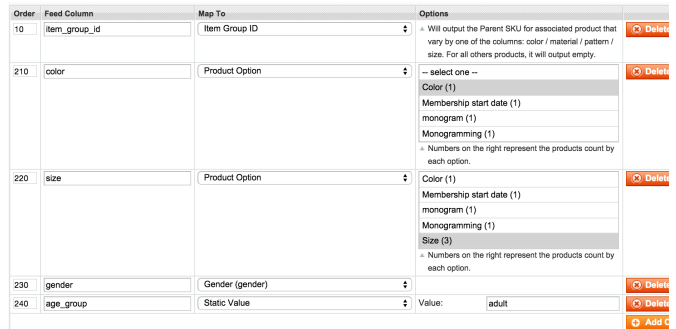 Order Feed Column Map To Options
10 item_group_id Item Group ID
Will output the Parent SKU for associated product that
vary by one of the columns: color / material / pattern /
size. For all others products, it will output empty.
Delete
210 color Product Option
-- select one --
Color (1)
Membership start date (1)
monogram (1)
Monogramming (1)
Numbers on the right represent the products count by
each option.
Delete
220 size Product Option
Color (1)
Membership start date (1)
monogram (1)
Monogramming (1)
Size (3)
Numbers on the right represent the products count by
each option.
Delete
230 gender Gender (gender) Delete
240 age_group Static Value Value: adult Delete
Add